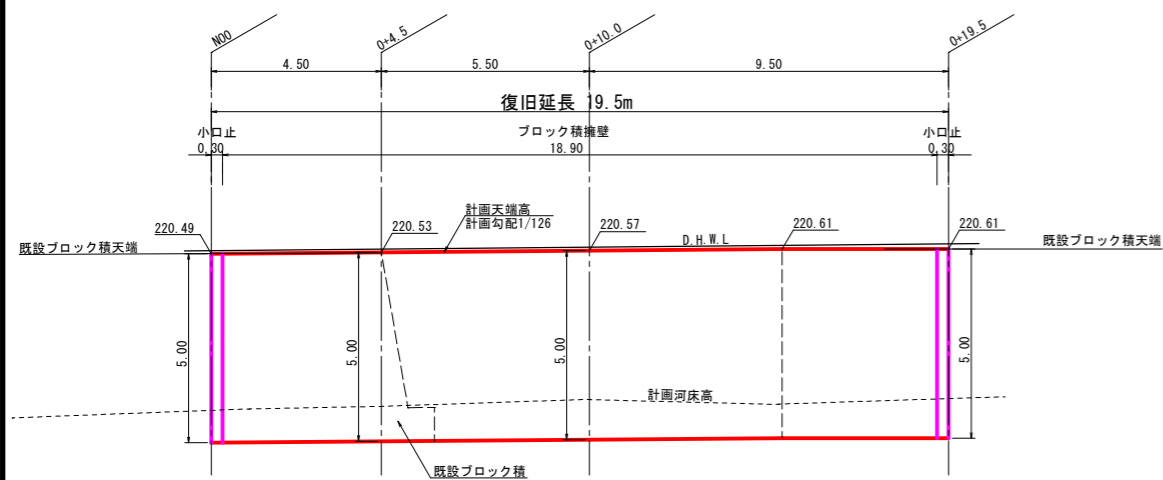 NO0
0+4.5
0+10.0
0+19.5
4.50
5.50
9.50
復旧延長 19.5m
小口止
ブロック積擁壁
小口止
0.30
18.90
0.30
計画天端高
計画勾配1/126
220.49
220.53
220.57
220.61
220.61
D.H.W.L
既設ブロック積天端
既設ブロック積天端
5.00
5.00
5.00
5.00
計画河床高
既設ブロック積